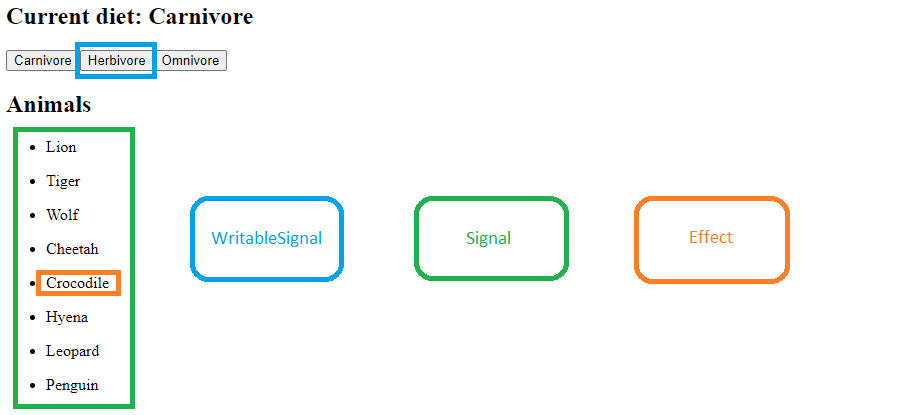 Current diet: Carnivore
Carnivore Herbivore Omnivore
Animals
Lion
Tiger
Wolf
Cheetah
Crocodile
Hyena
Leopard
Penguin
WritableSignal
Signal
Effect